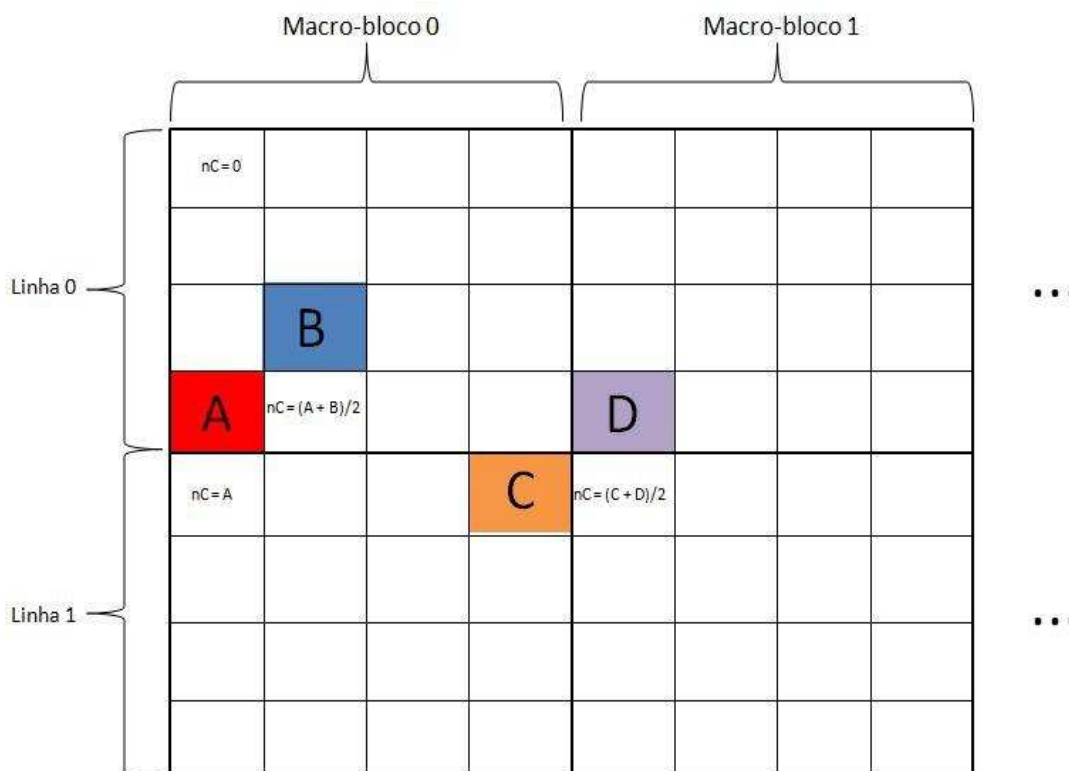 Macro-bloco 0
Macro-bloco 1
nC = 0
Linha 0
B
...
A
nC = (A + B)/2
D
nC = A
C
nC = (C + D)/2
Linha 1
...